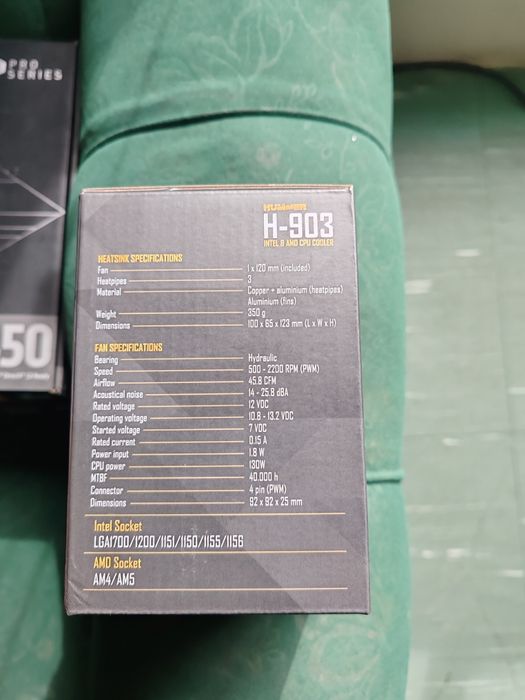 PRO
SERIES
50
HUMMER
H-903
INTEL & AMD CPU COOLER
HEATSINK SPECIFICATIONS
Fan 1 x 120 mm (included)
Heatpipes 3
Material Copper + aluminium (heatpipes)
Aluminium (fins)
Weight 350 g
Dimensions 100 x 65 x 123 mm (L x W x H)
FAN SPECIFICATIONS
Bearing Hydraulic
Speed 500 - 2200 RPM (PWM)
Airflow 45.8 CFM
Acoustical noise 14 - 25.8 dBA
Rated voltage 12 VDC
Operating voltage 10.8 - 13.2 VDC
Started voltage 7 VDC
Rated current 0.15 A
Power input 1.8 W
CPU power 130W
MTBF 40.000 h
Connector 4 pin (PWM)
Dimensions 92 x 92 x 25 mm
Intel Socket
LGA1700/1200/1151/1150/1155/1156
AMD Socket
AM4/AM5